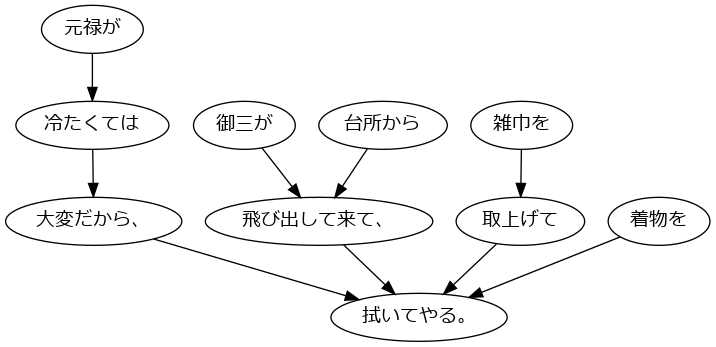 元禄が
冷たくては
御三が
台所から
雑巾を
大変だから、
飛び出して来て、
取上げて
着物を
拭いてやる。